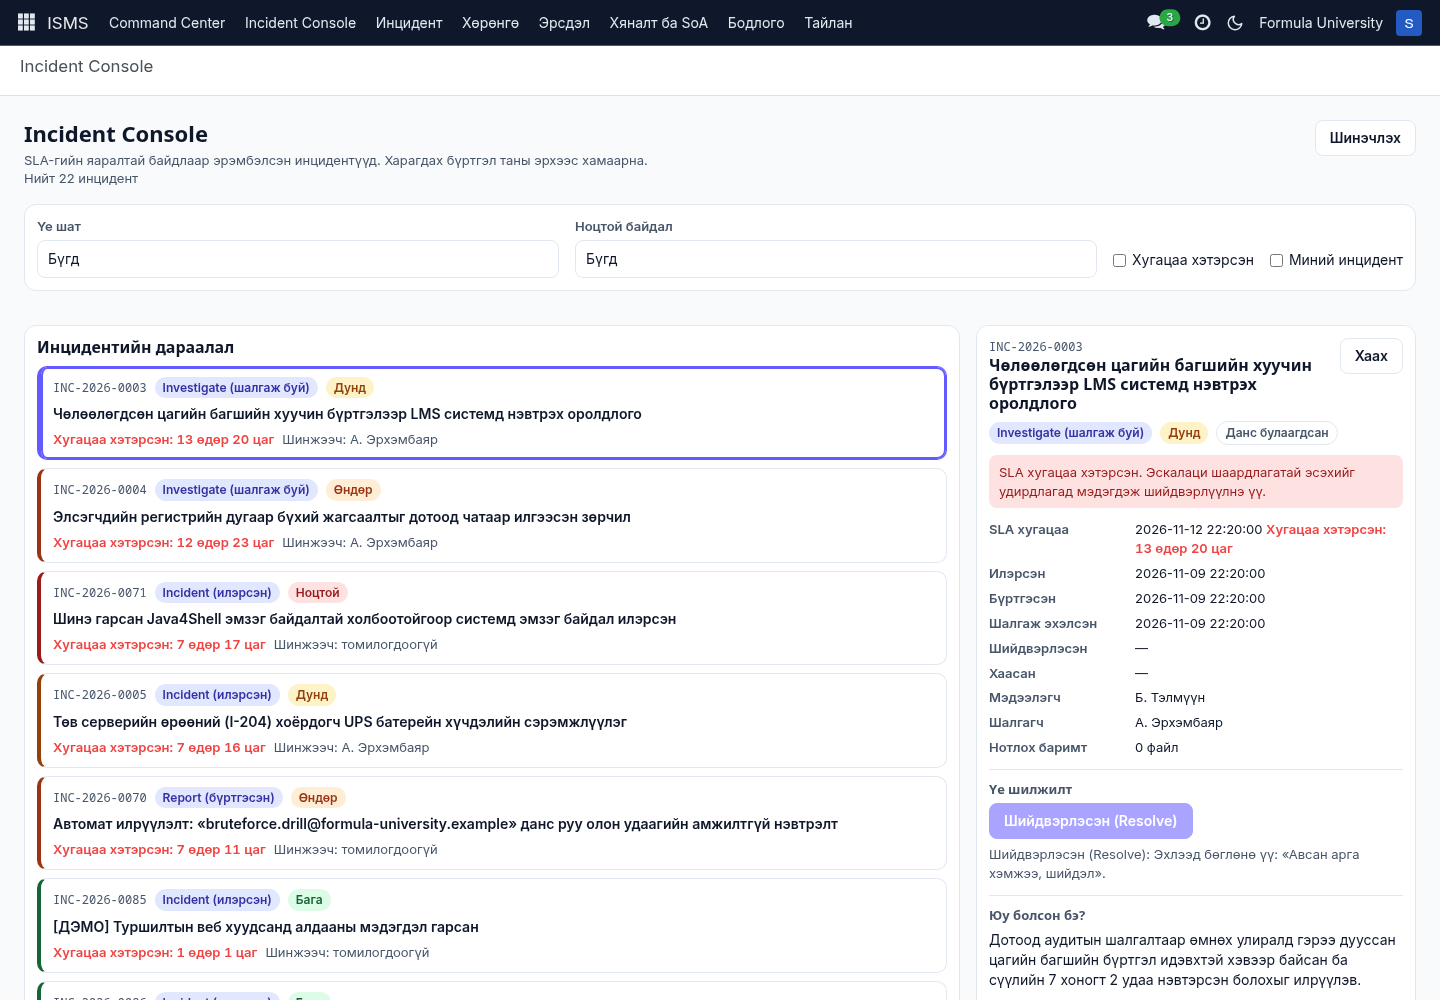 ISMS Command Center Incident Console Инцидент Хөрөнгө Эрсдэл Хяналт ба SoA Бодлого Тайлан 3 Formula University S
Incident Console
Incident Console
SLA-гийн яаралтай байдлаар эрэмбэлсэн инцидентүүд. Харагдах бүртгэл таны эрхээс хамаарна.
Нийт 22 инцидент
Шинэчлэх
Үе шат
Бүгд
Ноцтой байдал
Бүгд
Хугацаа хэтэрсэн
Миний инцидент
Инцидентийн дараалал
INC-2026-0003 Investigate (шалгаж буй) Дунд
Чөлөөлөгдсөн цагийн багшийн хуучин бүртгэлээр LMS системд нэвтрэх оролдлого
Хугацаа хэтэрсэн: 13 өдөр 20 цаг Шинжээч: А. Эрхэмбаяр
INC-2026-0004 Investigate (шалгаж буй) Өндөр
Элсэгчдийн регистрийн дугаар бүхий жагсаалтыг дотоод чатаар илгээсэн зөрчил
Хугацаа хэтэрсэн: 12 өдөр 23 цаг Шинжээч: А. Эрхэмбаяр
INC-2026-0071 Incident (илэрсэн) Ноцтой
Шинэ гарсан Java4Shell эмзэг байдалтай холбоотойгоор системд эмзэг байдал илэрсэн
Хугацаа хэтэрсэн: 7 өдөр 17 цаг Шинжээч: томилогдоогүй
INC-2026-0005 Incident (илэрсэн) Дунд
Төв серверийн өрөөний (I-204) хоёрдогч UPS батерейн хүчдэлийн сэрэмжлүүлэг
Хугацаа хэтэрсэн: 7 өдөр 16 цаг Шинжээч: А. Эрхэмбаяр
INC-2026-0070 Report (бүртгэсэн) Өндөр
Автомат илрүүлэлт: «bruteforce.drill@formula-university.example» данс руу олон удаагийн амжилтгүй нэвтрэлт
Хугацаа хэтэрсэн: 7 өдөр 11 цаг Шинжээч: томилогдоогүй
INC-2026-0085 Incident (илэрсэн) Бага
[ДЭМО] Туршилтын веб хуудсанд алдааны мэдэгдэл гарсан
Хугацаа хэтэрсэн: 1 өдөр 1 цаг Шинжээч: томилогдоогүй
INC-2026-0003
Чөлөөлөгдсөн цагийн багшийн хуучин
бүртгэлээр LMS системд нэвтрэх
оролдлого
Хаах
Investigate (шалгаж буй) Дунд Данс булаагдсан
SLA хугацаа хэтэрсэн. Эскалаци шаардлагатай эсэхийг
удирдлагад мэдэгдэж шийдвэрлүүлнэ үү.
SLA хугацаа 2026-11-12 22:20:00 Хугацаа хэтэрсэн:
13 өдөр 20 цаг
Илэрсэн 2026-11-09 22:20:00
Бүртгэсэн 2026-11-09 22:20:00
Шалгаж эхэлсэн 2026-11-09 22:20:00
Шийдвэрлэсэн —
Хаасан —
Мэдээлэгч Б. Тэлмүүн
Шалгагч А. Эрхэмбаяр
Нотлох баримт 0 файл
Үе шилжилт
Шийдвэрлэсэн (Resolve)
Шийдвэрлэсэн (Resolve): Эхлээд бөглөнө үү: «Авсан арга
хэмжээ, шийдэл».
Юу болсон бэ?
Дотоод аудитын шалгалтаар өмнөх улиралд гэрээ дууссан
цагийн багшийн бүртгэл идэвхтэй хэвээр байсан ба
сүүлийн 7 хоногт 2 удаа нэвтэрсэн болохыг илрүүлэв.